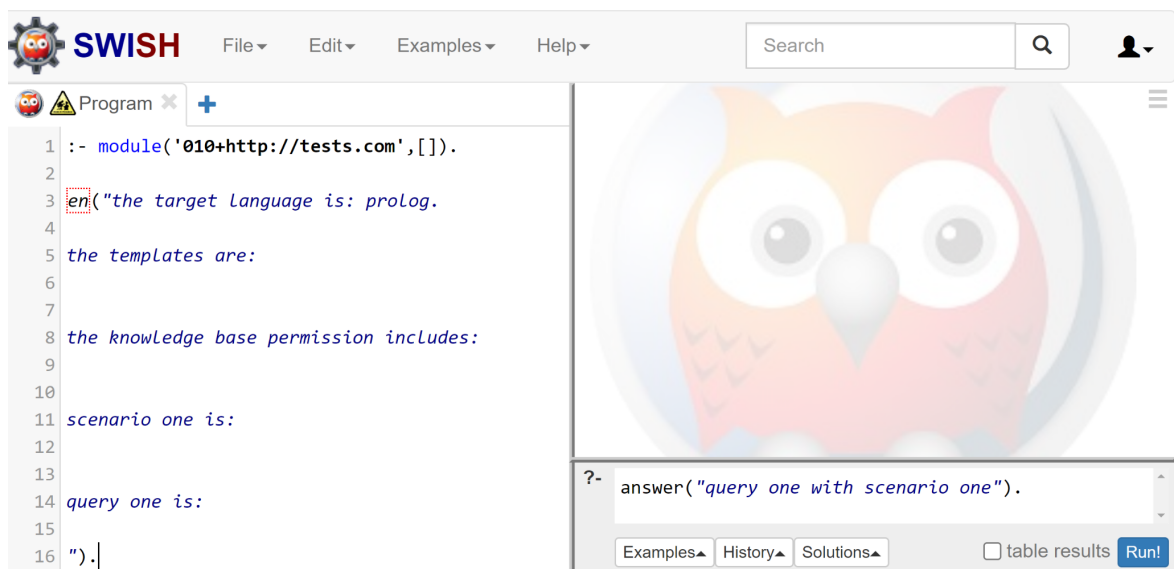 SWISH File Edit Examples Help Search
Program
1 :- module('010+http://tests.com',[]).
2
3 en("the target language is: prolog.
4
5 the templates are:
6
7
8 the knowledge base permission includes:
9
10
11 scenario one is:
12
13
14 query one is:
15
16 ").
?- answer("query one with scenario one").
Examples History Solutions table results Run!